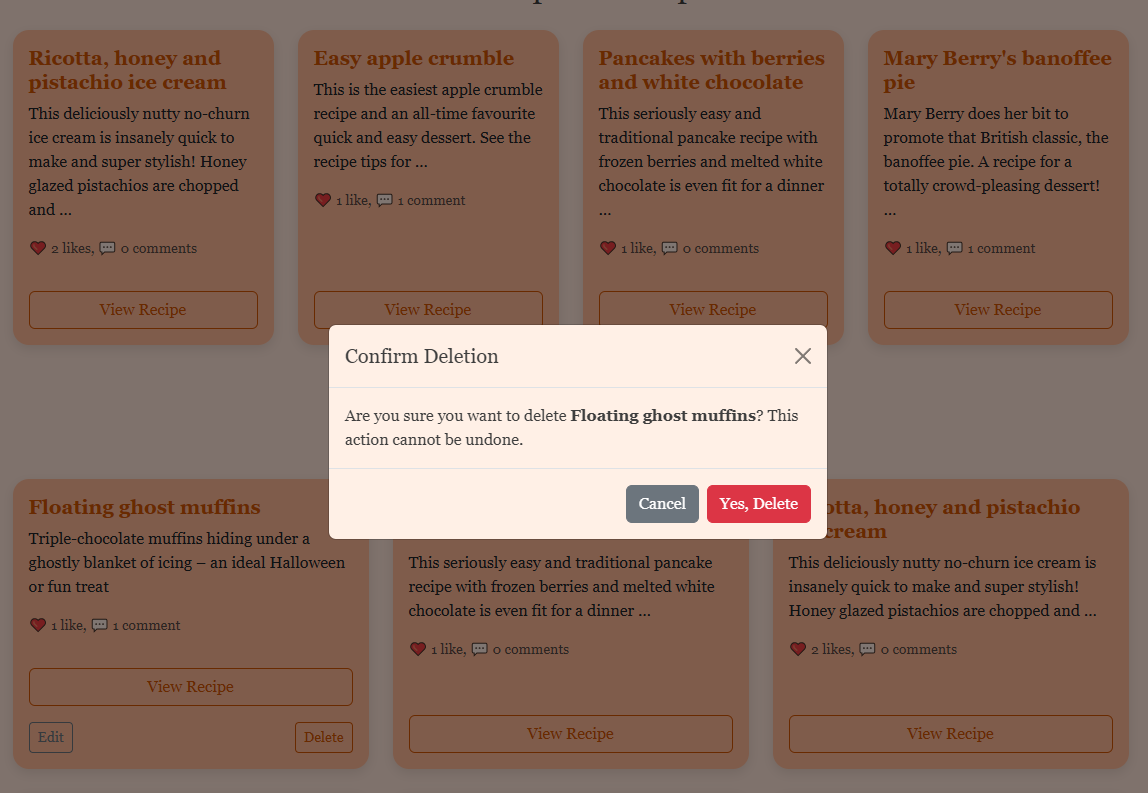 Ricotta, honey and
pistachio ice cream
This deliciously nutty no-churn
ice cream is insanely quick to
make and super stylish! Honey
glazed pistachios are chopped
and ...
2 likes, 0 comments
View Recipe
Easy apple crumble
This is the easiest apple crumble
recipe and an all-time favourite
quick and easy dessert. See the
recipe tips for ...
1 like, 1 comment
View Recipe
Pancakes with berries
and white chocolate
This seriously easy and
traditional pancake recipe with
frozen berries and melted white
chocolate is even fit for a dinner
...
1 like, 0 comments
View Recipe
Mary Berry's banoffee
pie
Mary Berry does her bit to
promote that British classic, the
banoffee pie. A recipe for a
totally crowd-pleasing dessert!
...
1 like, 1 comment
View Recipe
Confirm Deletion
Are you sure you want to delete Floating ghost muffins? This
action cannot be undone.
Cancel
Yes, Delete
Floating ghost muffins
Triple-chocolate muffins hiding under a
ghostly blanket of icing – an ideal Halloween
or fun treat
1 like, 1 comment
View Recipe
Edit
Delete
This seriously easy and traditional pancake
recipe with frozen berries and melted white
chocolate is even fit for a dinner ...
1 like, 0 comments
View Recipe
otta, honey and pistachio
cream
This deliciously nutty no-churn ice cream is
insanely quick to make and super stylish!
Honey glazed pistachios are chopped and ...
2 likes, 0 comments
View Recipe